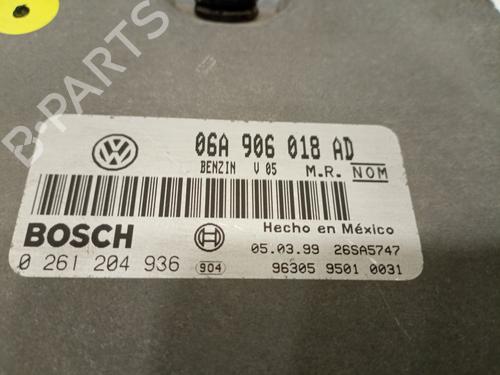 B-PARTS
06A 906 018 AD
BENZIN V 05 M.R. NOM
BOSCH
Hecho en México
05.03.99 26SA5747
0 261 204 936 904
96305 9501 0031